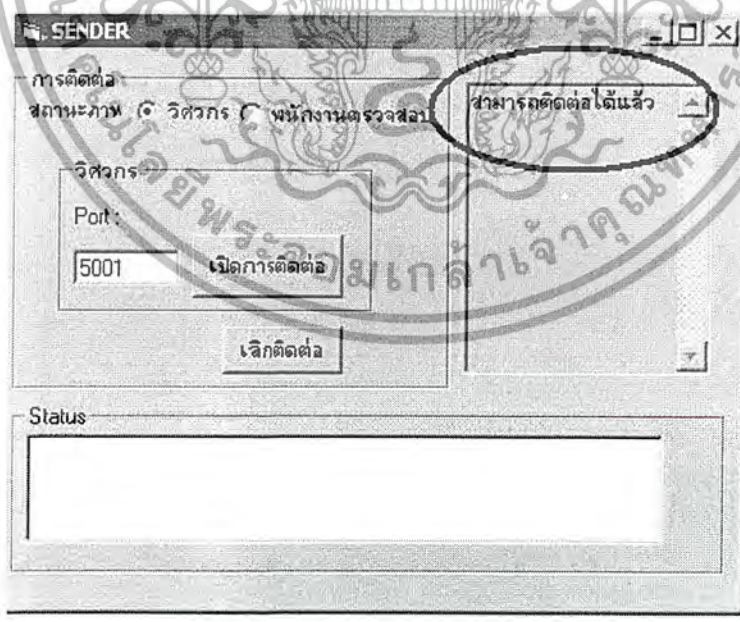 SENDER
การติดต่อ
สถานะภาพ วิศวกร พนักงานตรวจสอบ
สามารถติดต่อได้แล้ว
วิศวกร
Port :
5001 เปิดการติดต่อ
เลิกติดต่อ
Status